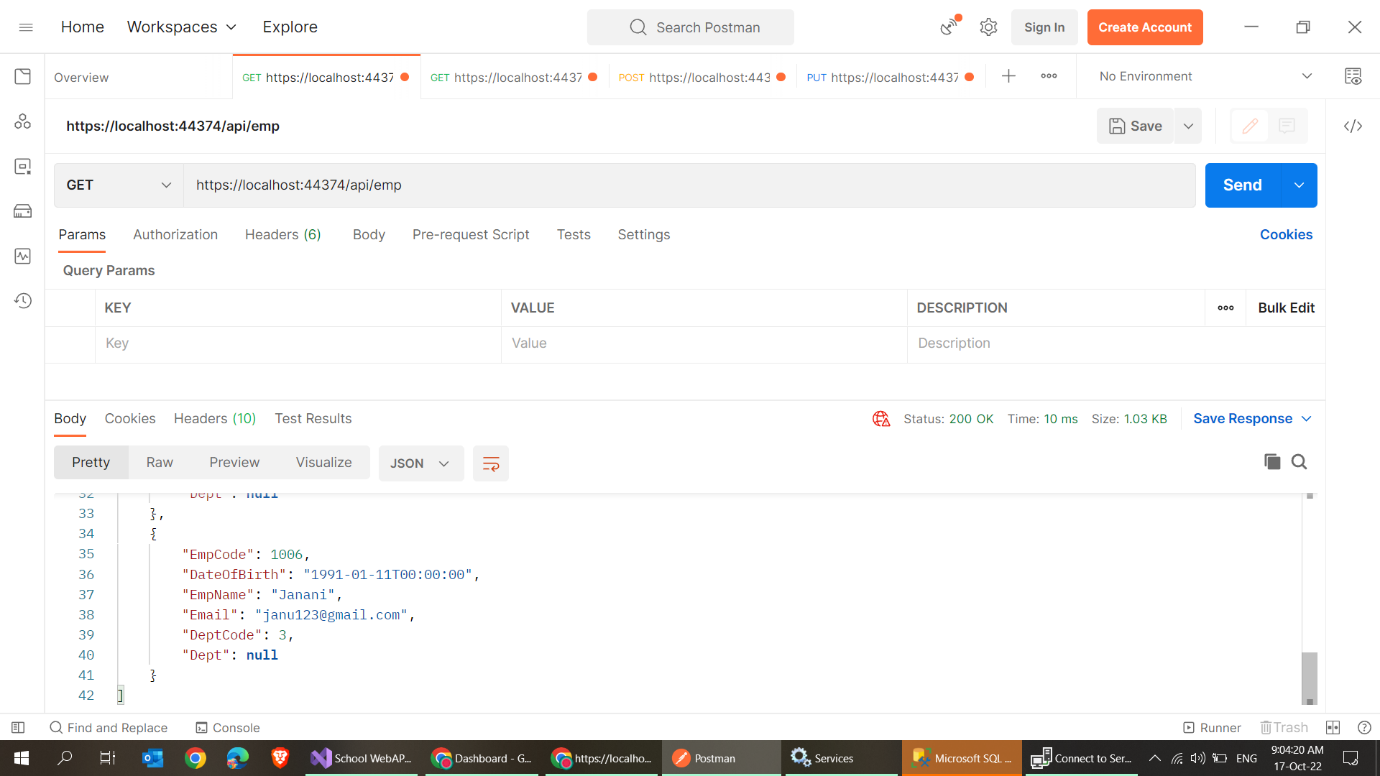 Home Workspaces Explore Search Postman Sign In Create Account
Overview GET https://localhost:4437 GET https://localhost:4437 POST https://localhost:443 PUT https://localhost:4437 No Environment
https://localhost:44374/api/emp Save
GET https://localhost:44374/api/emp Send
Params Authorization Headers (6) Body Pre-request Script Tests Settings Cookies
Query Params
KEY VALUE DESCRIPTION Bulk Edit
Key Value Description
Body Cookies Headers (10) Test Results Status: 200 OK Time: 10 ms Size: 1.03 KB Save Response
Pretty Raw Preview Visualize JSON
32 "Dept": null
33 },
34 {
35 "EmpCode": 1006,
36 "DateOfBirth": "1991-01-11T00:00:00",
37 "EmpName": "Janani",
38 "Email": "janu123@gmail.com",
39 "DeptCode": 3,
40 "Dept": null
41 }
42 ]
Find and Replace Console Runner Trash
School WebAP... Dashboard - G... https://localho... Postman Services Microsoft SQL ... Connect to Ser... ENG 9:04:20 AM
17-Oct-22